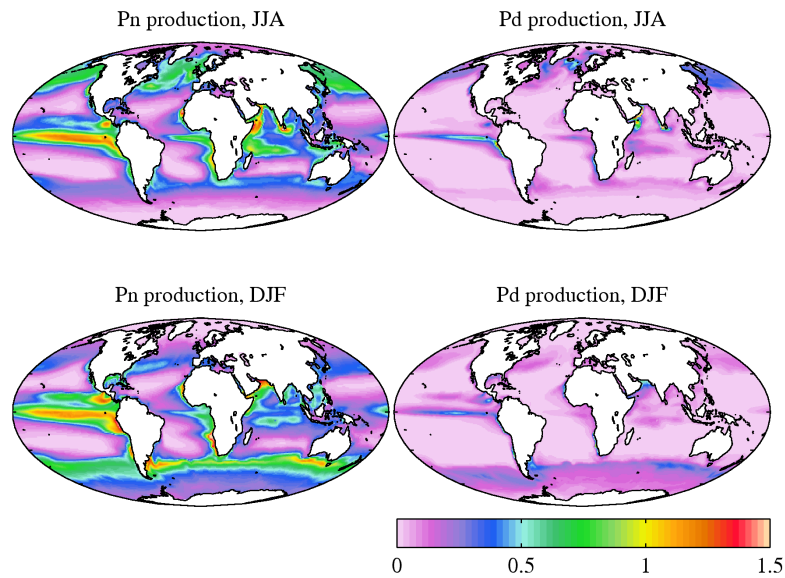 Pn production, JJA
Pd production, JJA
Pn production, DJF
Pd production, DJF
0 0.5 1 1.5